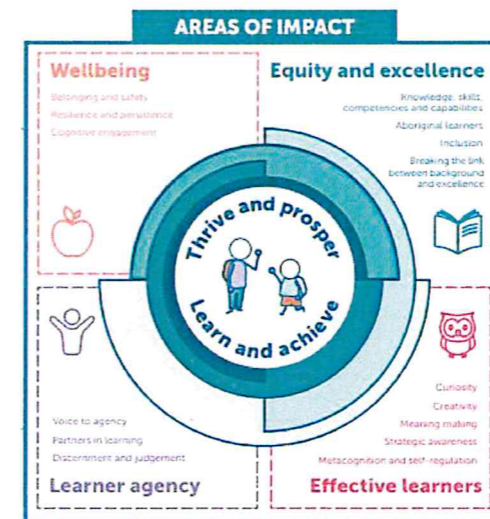 AREAS OF IMPACT
Wellbeing
Belonging and safety
Resilience and persistence
Cognitive engagement
Equity and excellence
Knowledge, skills,
competencies and capabilities
Aboriginal learners
Inclusion
Breaking the link
between background
and excellence
Thrive and prosper
Learn and achieve
Voice to agency
Partners in learning
Discernment and judgement
Learner agency
Curiosity
Creativity
Meaning making
Strategic awareness
Metacognition and self-regulation
Effective learners